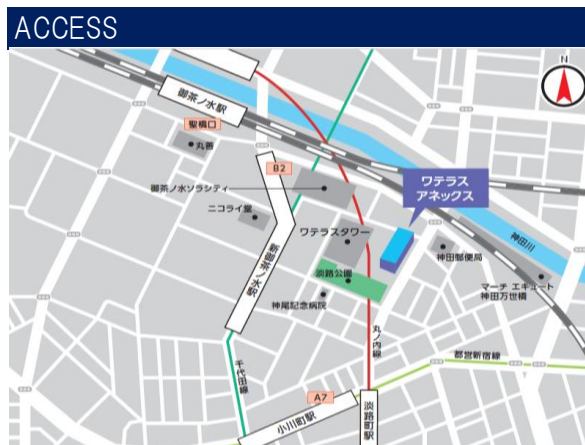 ACCESS
N
御茶ノ水駅
聖橋口
丸善
B2
御茶ノ水ソラシティ
ワテラス
アネックス
ニコライ堂
ワテラスタワー
新御茶ノ水駅
神田郵便局
神田川
淡路公園
マーチ エキュート
神田万世橋
神尾記念病院
丸ノ内線
千代田線
都営新宿線
A7
小川町駅
淡路町駅